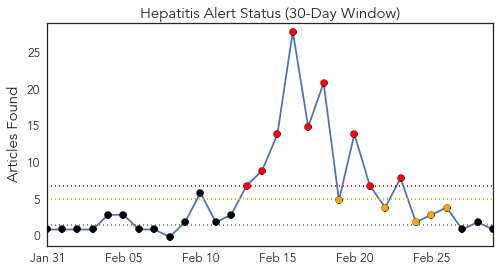 Hepatitis Alert Status (30-Day Window)
Articles Found
25
20
15
10
5
0
Jan 31 Feb 05 Feb 10 Feb 15 Feb 20 Feb 25